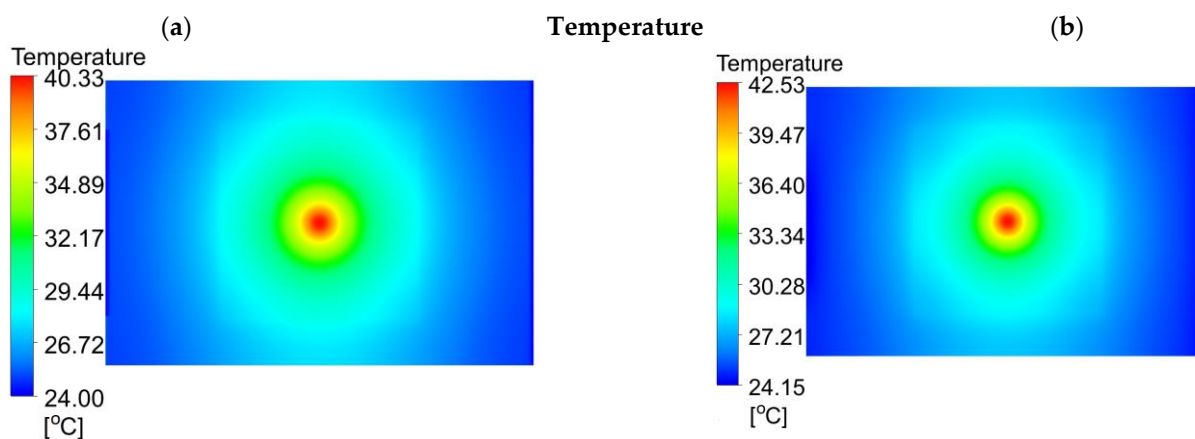 (a) Temperature (b)
Temperature
40.33
37.61
34.89
32.17
29.44
26.72
24.00
[°C]
Temperature
42.53
39.47
36.40
33.34
30.28
27.21
24.15
[°C]